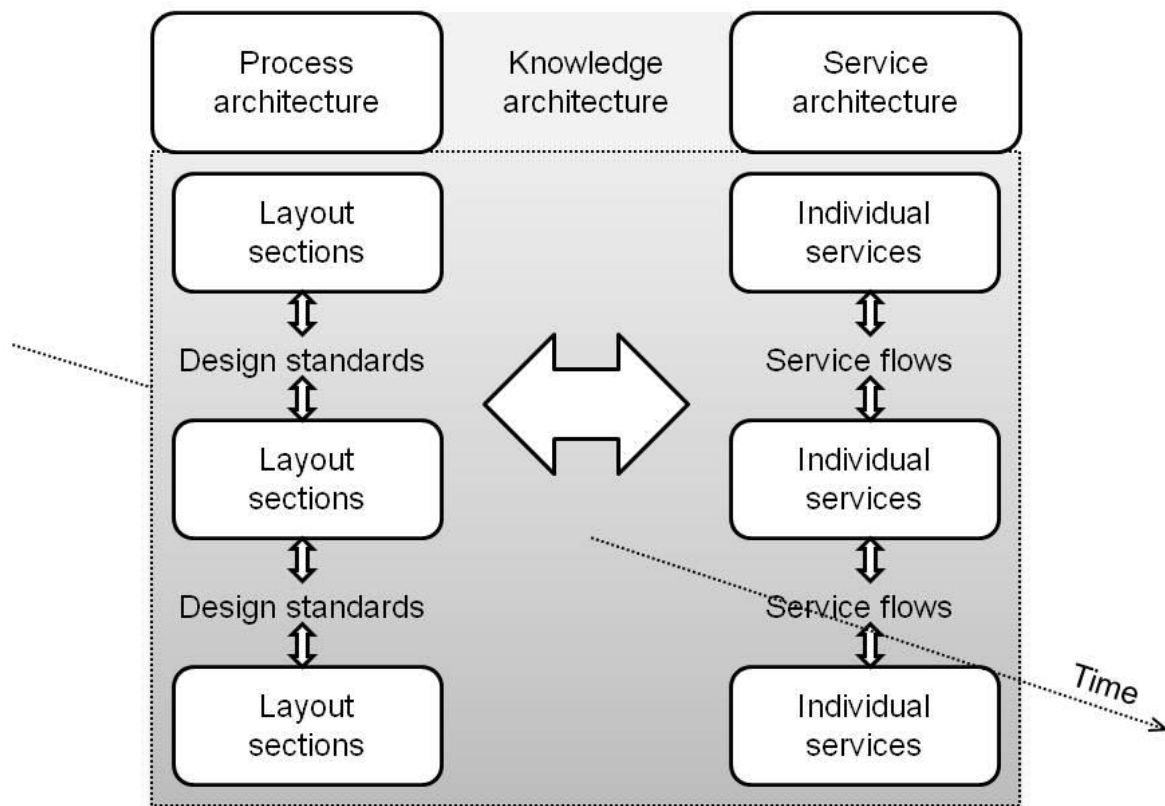 Process
architecture
Knowledge
architecture
Service
architecture
Layout
sections
Individual
services
Design standards
Service flows
Layout
sections
Individual
services
Design standards
Service flows
Time
Layout
sections
Individual
services